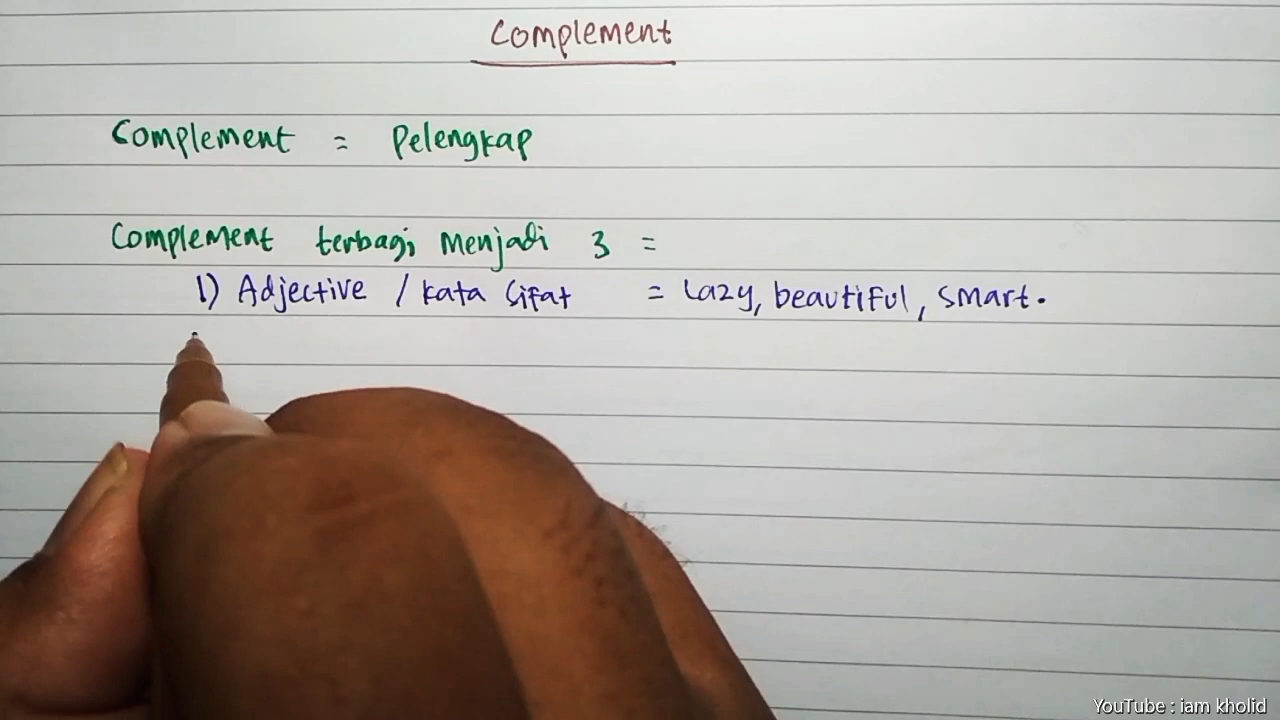 Complement
Complement = Pelengkap
Complement terbagi menjadi 3 =
1) Adjective / kata sifat = Lazy, beautiful, smart.
YouTube : iam kholid